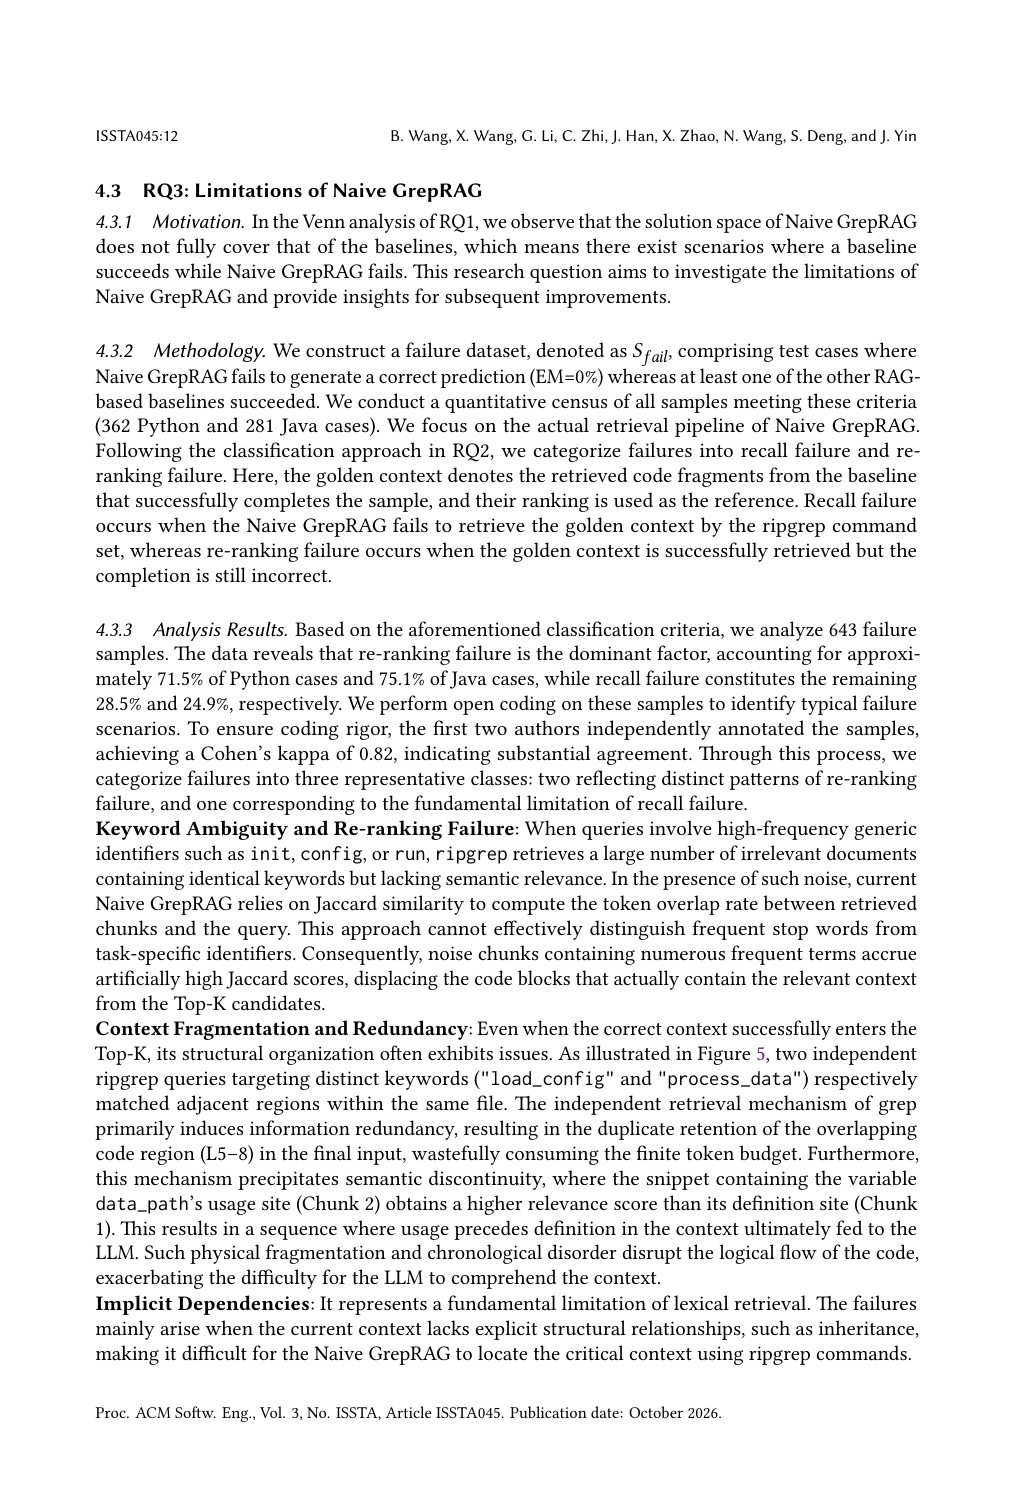 ISSTA045:12
B. Wang, X. Wang, G. Li, C. Zhi, J. Han, X. Zhao, N. Wang, S. Deng, and J. Yin
4.3 RQ3: Limitations of Naive GrepRAG
4.3.1 Motivation. In the Venn analysis of RQ1, we observe that the solution space of Naive GrepRAG
does not fully cover that of the baselines, which means there exist scenarios where a baseline
succeeds while Naive GrepRAG fails. This research question aims to investigate the limitations of
Naive GrepRAG and provide insights for subsequent improvements.
4.3.2 Methodology. We construct a failure dataset, denoted as S_fail, comprising test cases where
Naive GrepRAG fails to generate a correct prediction (EM=0%) whereas at least one of the other RAG-
based baselines succeeded. We conduct a quantitative census of all samples meeting these criteria
(362 Python and 281 Java cases). We focus on the actual retrieval pipeline of Naive GrepRAG.
Following the classification approach in RQ2, we categorize failures into recall failure and re-
ranking failure. Here, the golden context denotes the retrieved code fragments from the baseline
that successfully completes the sample, and their ranking is used as the reference. Recall failure
occurs when the Naive GrepRAG fails to retrieve the golden context by the ripgrep command
set, whereas re-ranking failure occurs when the golden context is successfully retrieved but the
completion is still incorrect.
4.3.3 Analysis Results. Based on the aforementioned classification criteria, we analyze 643 failure
samples. The data reveals that re-ranking failure is the dominant factor, accounting for approxi-
mately 71.5% of Python cases and 75.1% of Java cases, while recall failure constitutes the remaining
28.5% and 24.9%, respectively. We perform open coding on these samples to identify typical failure
scenarios. To ensure coding rigor, the first two authors independently annotated the samples,
achieving a Cohen's kappa of 0.82, indicating substantial agreement. Through this process, we
categorize failures into three representative classes: two reflecting distinct patterns of re-ranking
failure, and one corresponding to the fundamental limitation of recall failure.
Keyword Ambiguity and Re-ranking Failure: When queries involve high-frequency generic
identifiers such as init, config, or run, ripgrep retrieves a large number of irrelevant documents
containing identical keywords but lacking semantic relevance. In the presence of such noise, current
Naive GrepRAG relies on Jaccard similarity to compute the token overlap rate between retrieved
chunks and the query. This approach cannot effectively distinguish frequent stop words from
task-specific identifiers. Consequently, noise chunks containing numerous frequent terms accrue
artificially high Jaccard scores, displacing the code blocks that actually contain the relevant context
from the Top-K candidates.
Context Fragmentation and Redundancy: Even when the correct context successfully enters the
Top-K, its structural organization often exhibits issues. As illustrated in Figure 5, two independent
ripgrep queries targeting distinct keywords ("load_config" and "process_data") respectively
matched adjacent regions within the same file. The independent retrieval mechanism of grep
primarily induces information redundancy, resulting in the duplicate retention of the overlapping
code region (L5–8) in the final input, wastefully consuming the finite token budget. Furthermore,
this mechanism precipitates semantic discontinuity, where the snippet containing the variable
data_path's usage site (Chunk 2) obtains a higher relevance score than its definition site (Chunk
1). This results in a sequence where usage precedes definition in the context ultimately fed to the
LLM. Such physical fragmentation and chronological disorder disrupt the logical flow of the code,
exacerbating the difficulty for the LLM to comprehend the context.
Implicit Dependencies: It represents a fundamental limitation of lexical retrieval. The failures
mainly arise when the current context lacks explicit structural relationships, such as inheritance,
making it difficult for the Naive GrepRAG to locate the critical context using ripgrep commands.
Proc. ACM Softw. Eng., Vol. 3, No. ISSTA, Article ISSTA045. Publication date: October 2026.